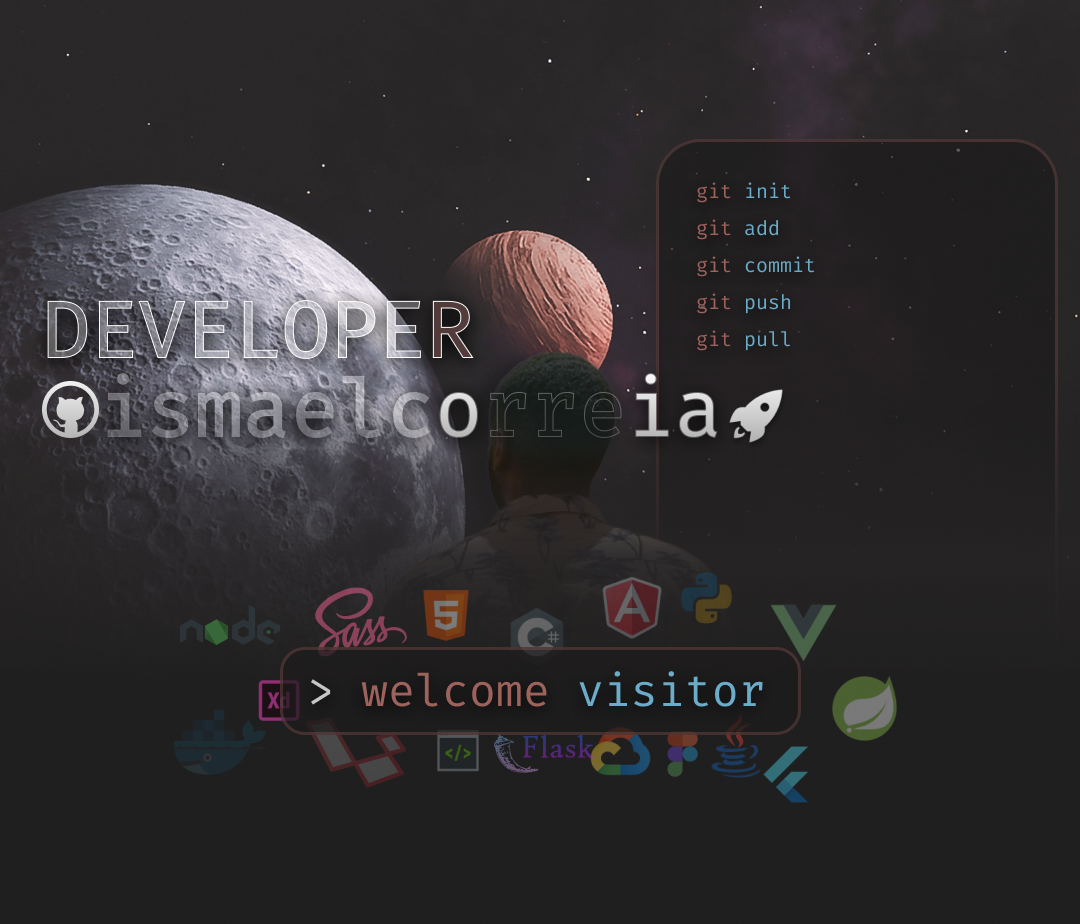 git init
git add
git commit
git push
git pull
DEVELOPER
ismaelcorreia
node
Sass
5
C#
A
> welcome visitor
Xd
</>
Flask